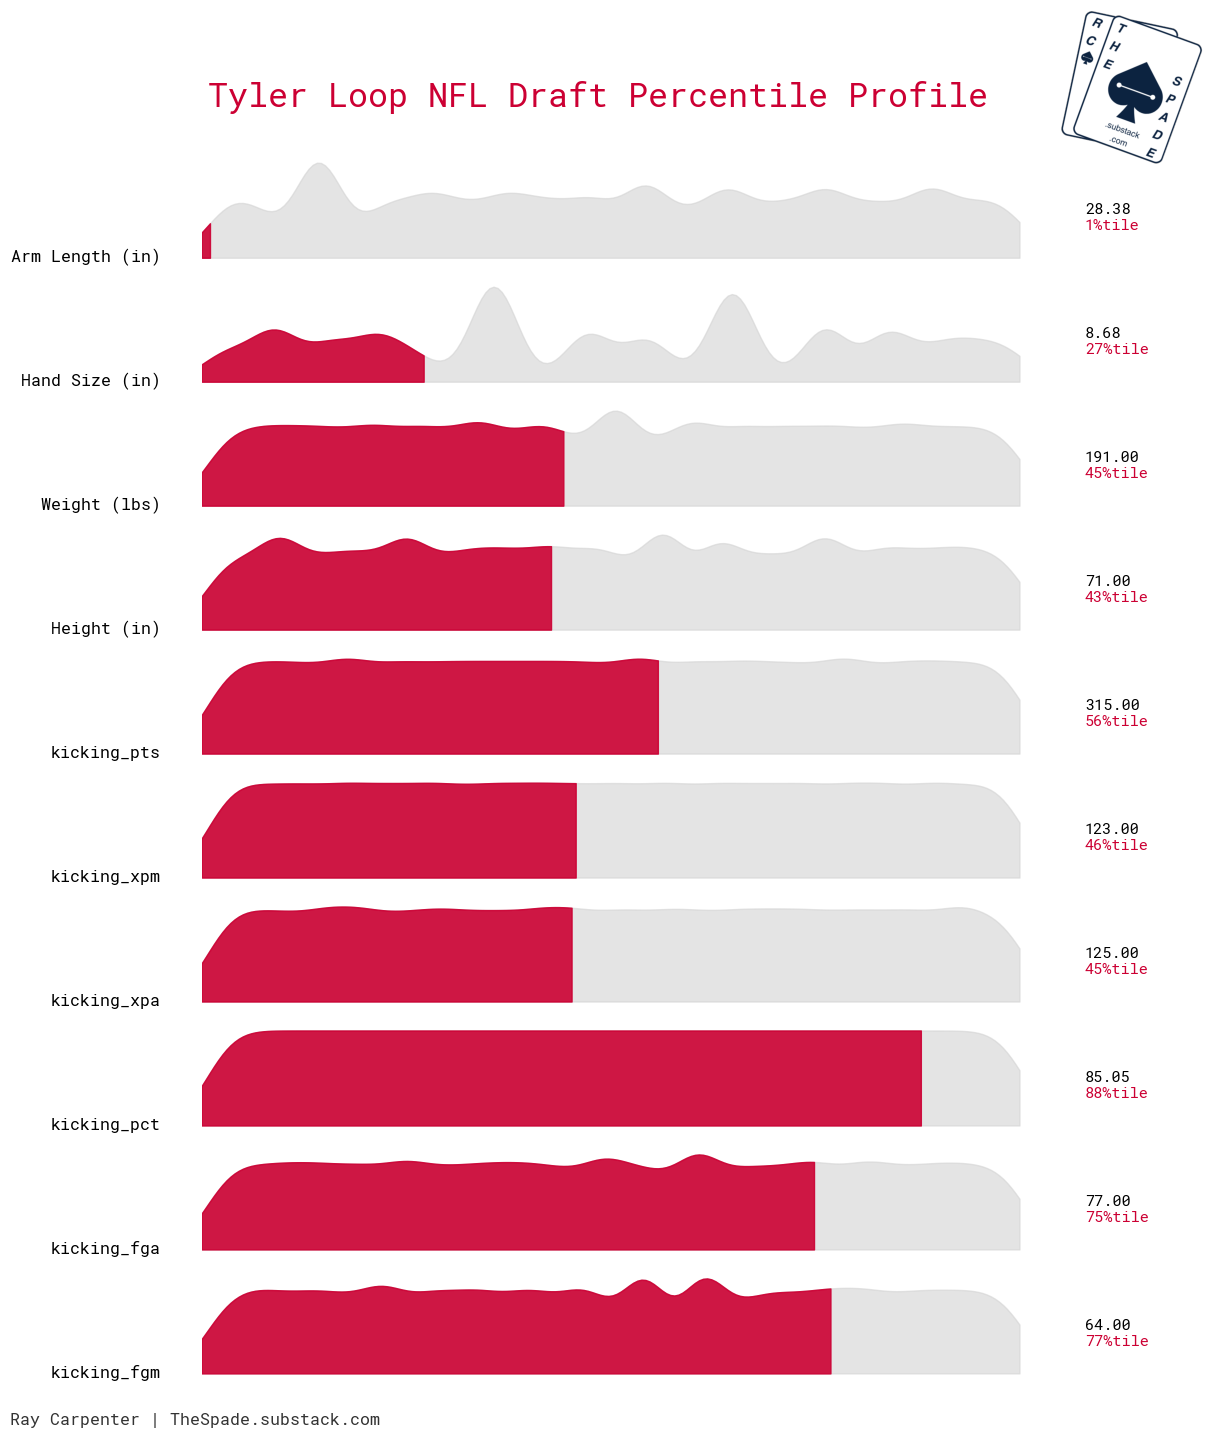 RC
THE
SPADE
.substack
.com
Tyler Loop NFL Draft Percentile Profile
Arm Length (in)
28.38
1%tile
Hand Size (in)
8.68
27%tile
Weight (lbs)
191.00
45%tile
Height (in)
71.00
43%tile
kicking_pts
315.00
56%tile
kicking_xpm
123.00
46%tile
kicking_xpa
125.00
45%tile
kicking_pct
85.05
88%tile
kicking_fga
77.00
75%tile
kicking_fgm
64.00
77%tile
Ray Carpenter | TheSpade.substack.com